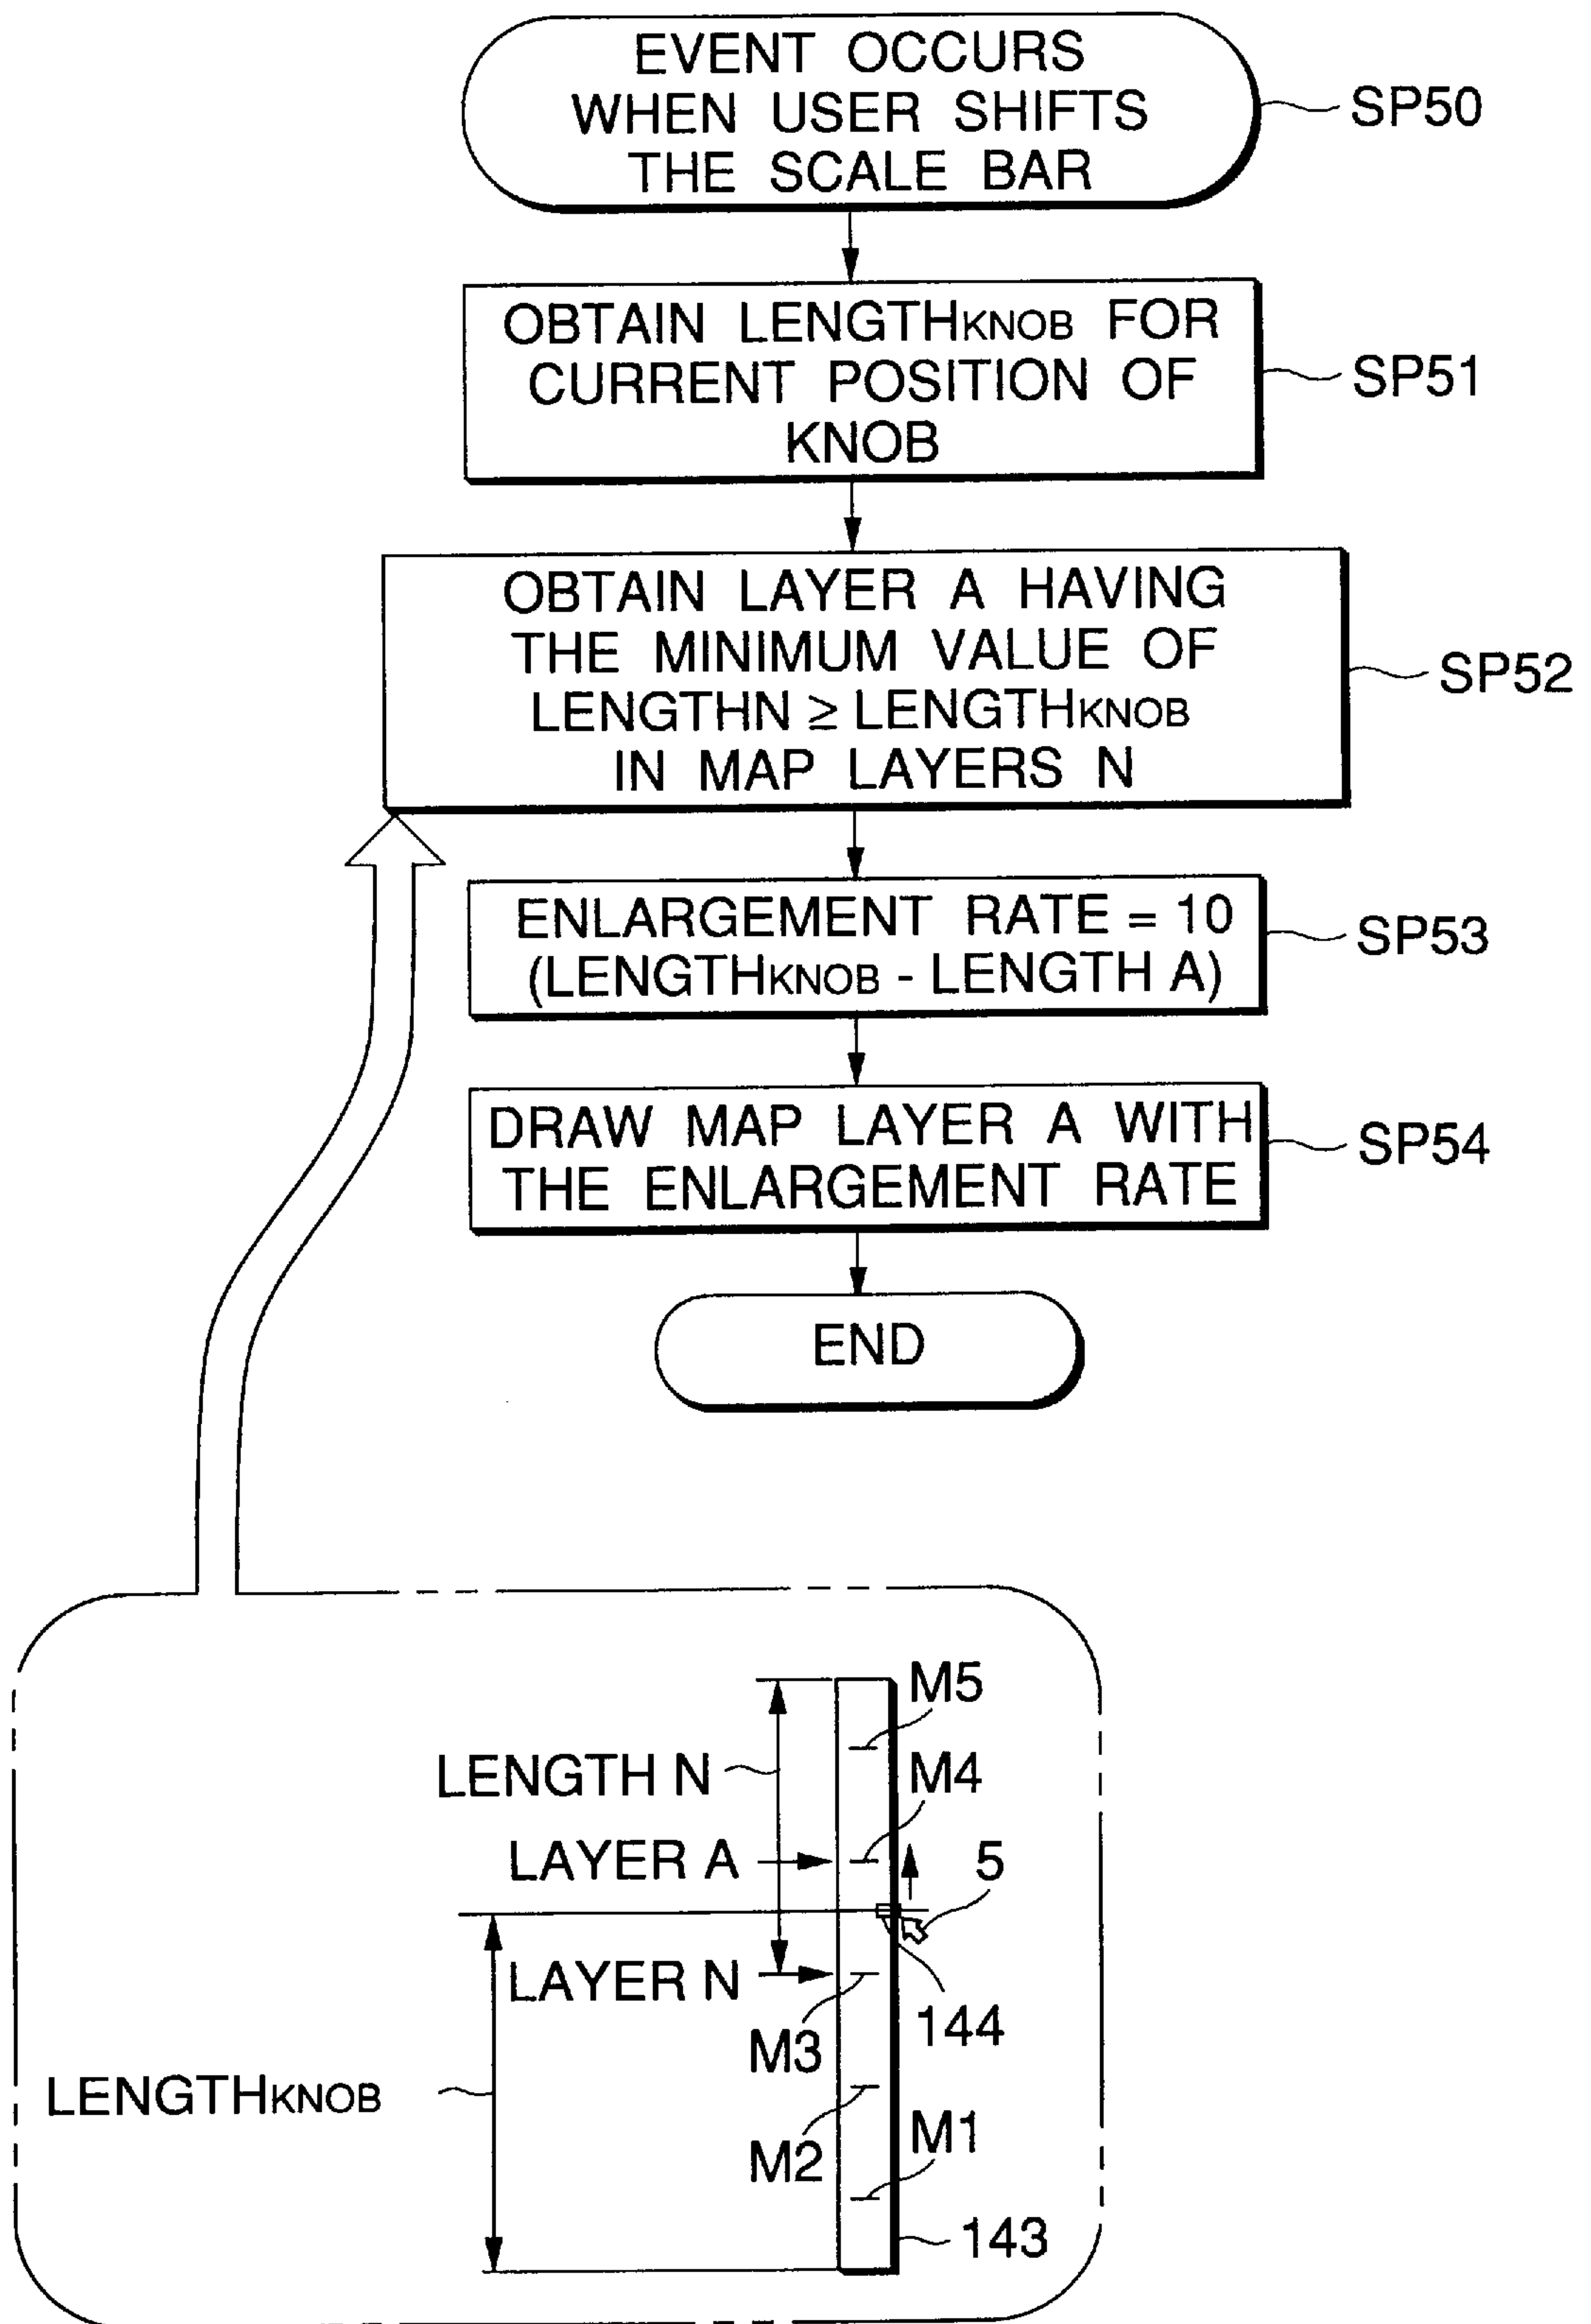 EVENT OCCURS
WHEN USER SHIFTS
THE SCALE BAR
SP50
OBTAIN LENGTHKNOB FOR
CURRENT POSITION OF
KNOB
SP51
OBTAIN LAYER A HAVING
THE MINIMUM VALUE OF
LENGTHN ≥ LENGTHKNOB
IN MAP LAYERS N
SP52
ENLARGEMENT RATE = 10
(LENGTHKNOB - LENGTH A)
SP53
DRAW MAP LAYER A WITH
THE ENLARGEMENT RATE
SP54
END
M5
LENGTH N
M4
LAYER A
5
LAYER N
144
M3
LENGTHKNOB
M1
M2
143